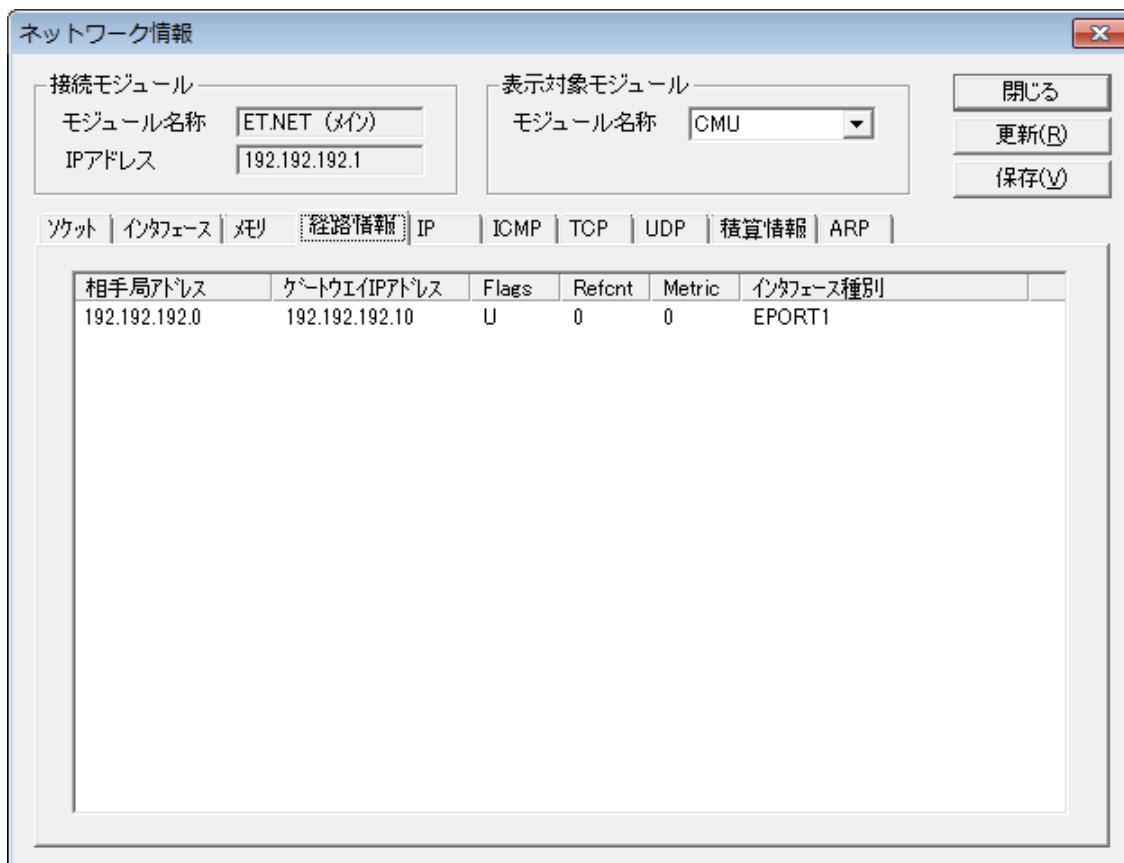 ネットワーク情報
接続モジュール
モジュール名称 ET.NET（メイン）
IPアドレス 192.192.192.1
表示対象モジュール
モジュール名称 CMU
閉じる
更新(R)
保存(V)
ソケット インタフェース メモリ 経路情報 IP ICMP TCP UDP 積算情報 ARP
相手局アドレス ゲートウエイIPアドレス Flags Refcnt Metric インタフェース種別
192.192.192.0 192.192.192.10 U 0 0 EPORT1